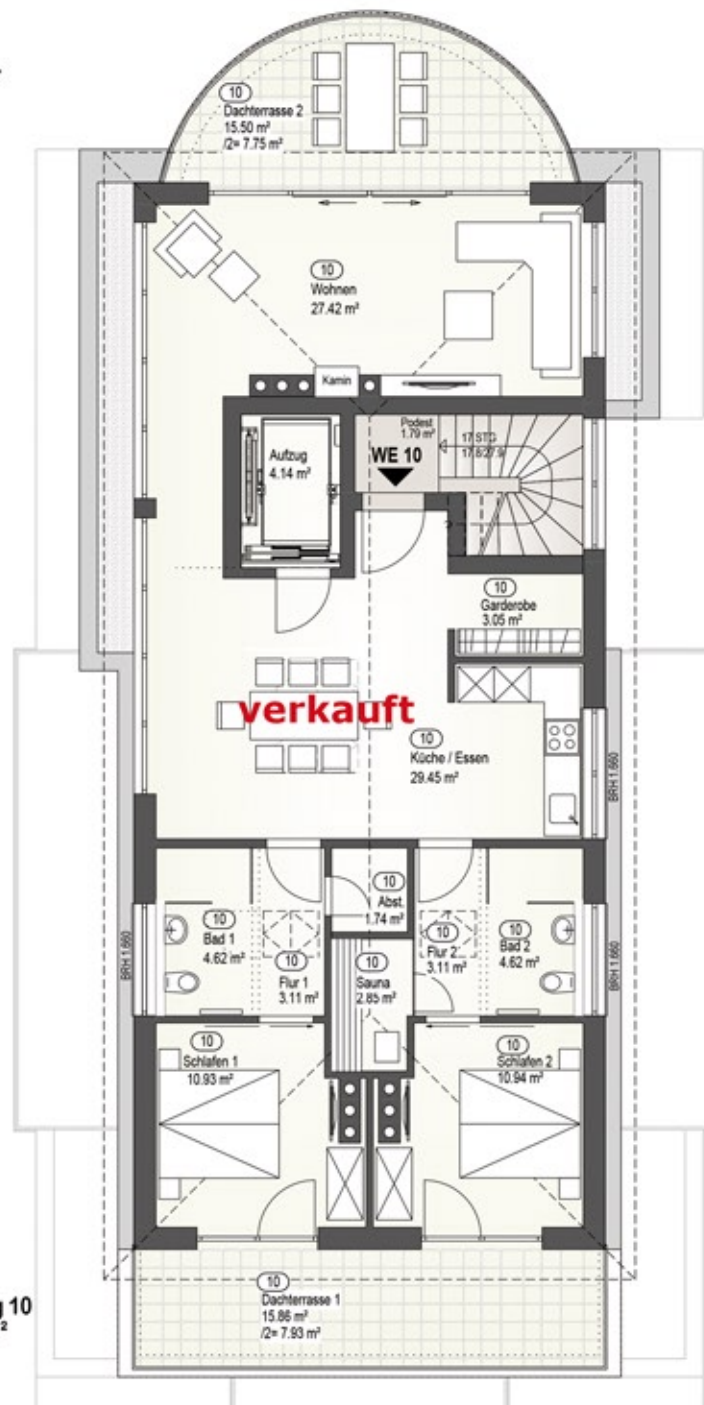 10
Dachterrasse 2
15.50 m²
/2= 7.75 m²
10
Wohnen
27.42 m²
Kamin
Aufzug
4.14 m²
Podest
1.79 m²
WE 10
17 STG
10
Garderobe
3.05 m²
verkauft
10
Küche / Essen
29.45 m²
BRH 1.660
10
Abst.
1.74 m²
10
Bad 1
4.62 m²
10
Flur 1
3.11 m²
10
Sauna
2.85 m²
10
Flur 2
3.11 m²
10
Bad 2
4.62 m²
BRH 1.660
BRH 1.660
10
Schlafen 1
10.93 m²
10
Schlafen 2
10.94 m²
10
Dachterrasse 1
15.86 m²
/2= 7.93 m²
10